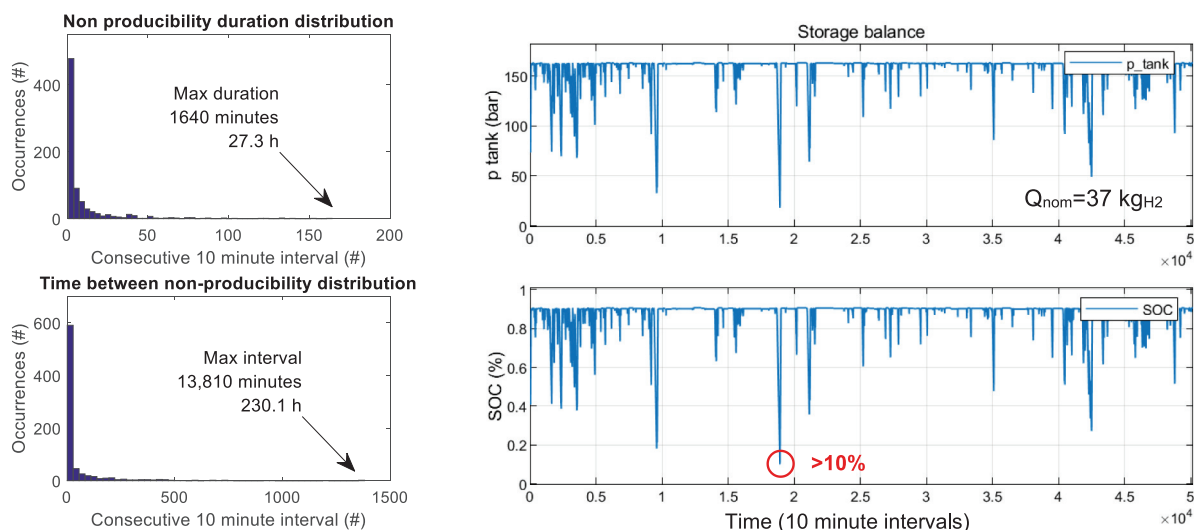 Non producibility duration distribution
Occurrences (#)
400
200
0
Max duration
1640 minutes
27.3 h
0 50 100 150 200
Consecutive 10 minute interval (#)
Time between non-producibility distribution
Occurrences (#)
600
400
200
0
Max interval
13,810 minutes
230.1 h
0 500 1000 1500
Consecutive 10 minute interval (#)
Storage balance
p tank (bar)
150
100
50
0
p_tank
Qnom=37 kgH2
0 0.5 1 1.5 2 2.5 3 3.5 4 4.5 5
×10⁴
SOC (%)
1
0.8
0.6
0.4
0.2
0
SOC
>10%
0 0.5 1 1.5 2 2.5 3 3.5 4 4.5 5
×10⁴
Time (10 minute intervals)